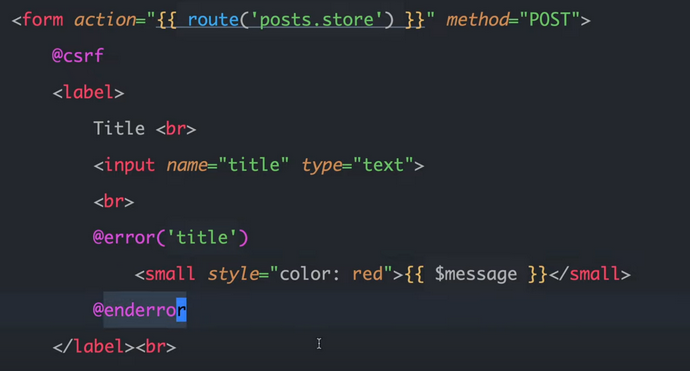 <form action="{{ route('posts.store') }}" method="POST">
@csrf
<label>
Title <br>
<input name="title" type="text">
<br>
@error('title')
<small style="color: red">{{ $message }}</small>
@enderror
</label><br>